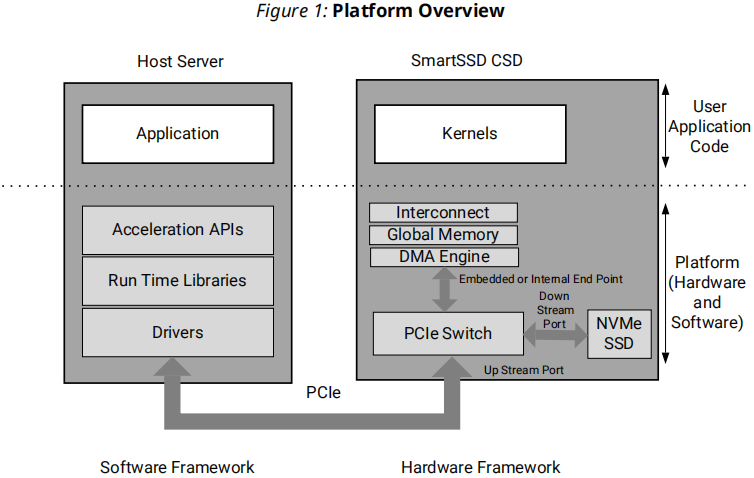 Figure 1: Platform Overview
Host Server
SmartSSD CSD
Application
Kernels
User
Application
Code
Acceleration APIs
Run Time Libraries
Drivers
Interconnect
Global Memory
DMA Engine
Embedded or Internal End Point
Down
Stream
Port
PCIe Switch
NVMe
SSD
Up Stream Port
Platform
(Hardware
and
Software)
PCIe
Software Framework
Hardware Framework